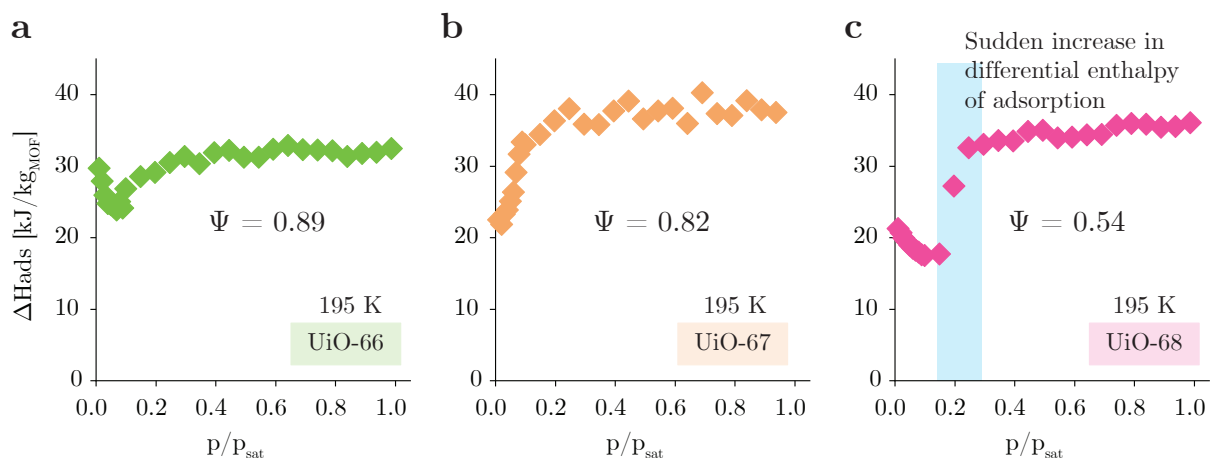 a
ΔHads [kJ/kg_MOF]
40
30
20
10
0
Ψ = 0.89
195 K
UiO-66
0.0 0.2 0.4 0.6 0.8 1.0
p/p_sat
b
40
30
20
10
0
Ψ = 0.82
195 K
UiO-67
0.0 0.2 0.4 0.6 0.8 1.0
p/p_sat
c
Sudden increase in
differential enthalpy
of adsorption
40
30
20
10
0
Ψ = 0.54
195 K
UiO-68
0.0 0.2 0.4 0.6 0.8 1.0
p/p_sat